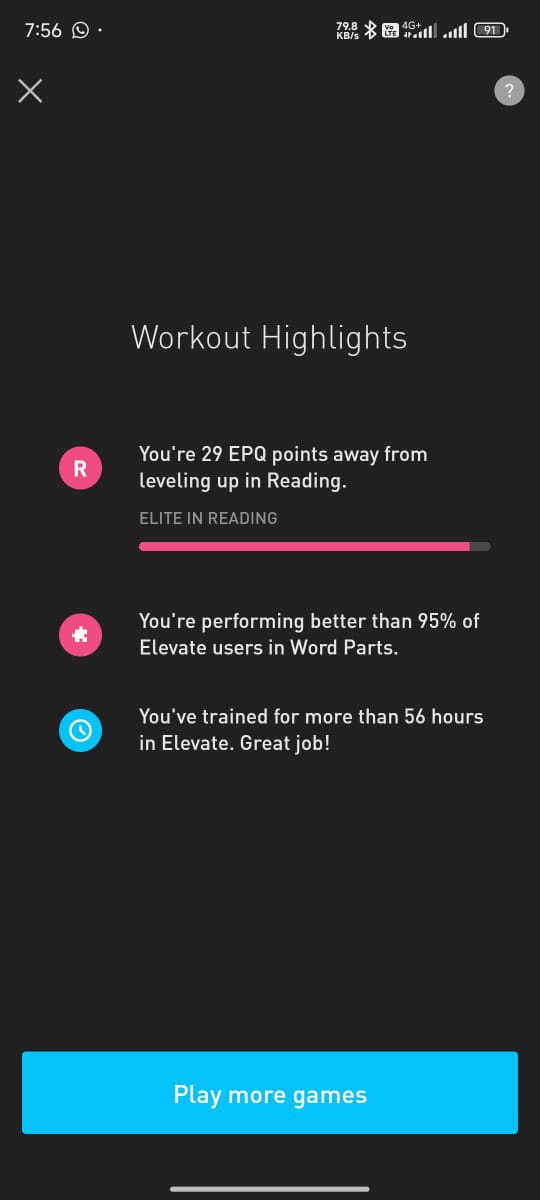 7:56
79.8 KB/s Vo LTE 4G+ 91
?
Workout Highlights
R
You're 29 EPQ points away from
leveling up in Reading.
ELITE IN READING
You're performing better than 95% of
Elevate users in Word Parts.
You've trained for more than 56 hours
in Elevate. Great job!
Play more games